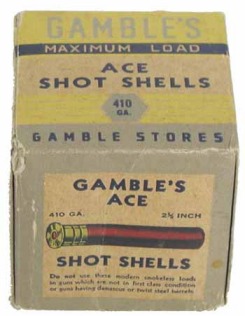 GAMBLE'S
MAXIMUM LOAD
ACE
SHOT SHELLS
410
GA.
GAMBLE STORES
GAMBLE'S
ACE
410 GA. 2½ INCH
SHOT SHELLS
Do not use these modern smokeless loads
in guns which are not in first class condition
or guns having damascus or twist steel barrels